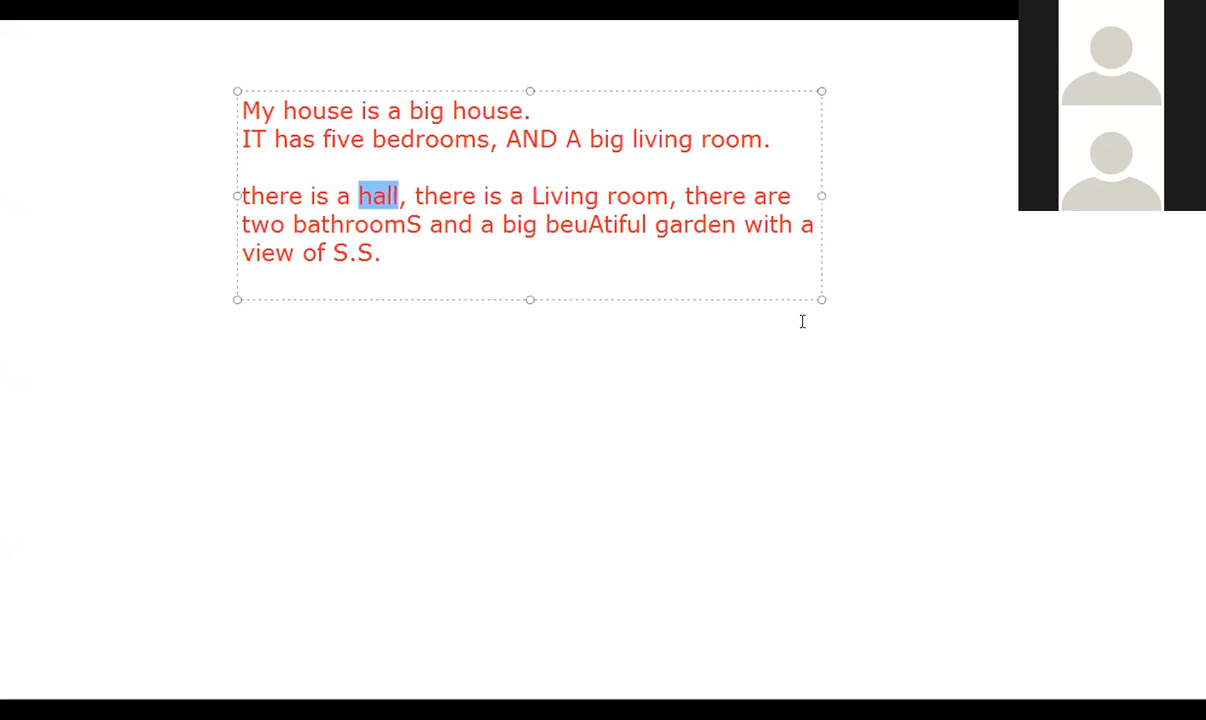 My house is a big house.
IT has five bedrooms, AND A big living room.
there is a hall, there is a Living room, there are
two bathroomS and a big beuAtiful garden with a
view of S.S.